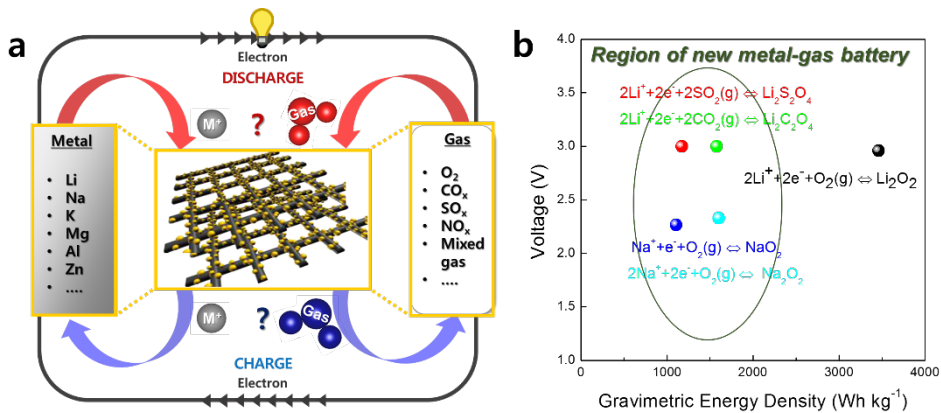 a
Electron
DISCHARGE
M⁺
?
Gas
Metal
• Li
• Na
• K
• Mg
• Al
• Zn
• ....
Gas
• O₂
• COₓ
• SOₓ
• NOₓ
• Mixed
gas
• ....
M⁺
?
Gas
CHARGE
Electron
b
Region of new metal-gas battery
2Li⁺+2e⁻+2SO₂(g) ⇔ Li₂S₂O₄
2Li⁺+2e⁻+2CO₂(g) ⇔ Li₂C₂O₄
2Li⁺+2e⁻+O₂(g) ⇔ Li₂O₂
Na⁺+e⁻+O₂(g) ⇔ NaO₂
2Na⁺+2e⁻+O₂(g) ⇔ Na₂O₂
Voltage (V)
4.0
3.5
3.0
2.5
2.0
1.5
1.0
0 1000 2000 3000 4000
Gravimetric Energy Density (Wh kg⁻¹)